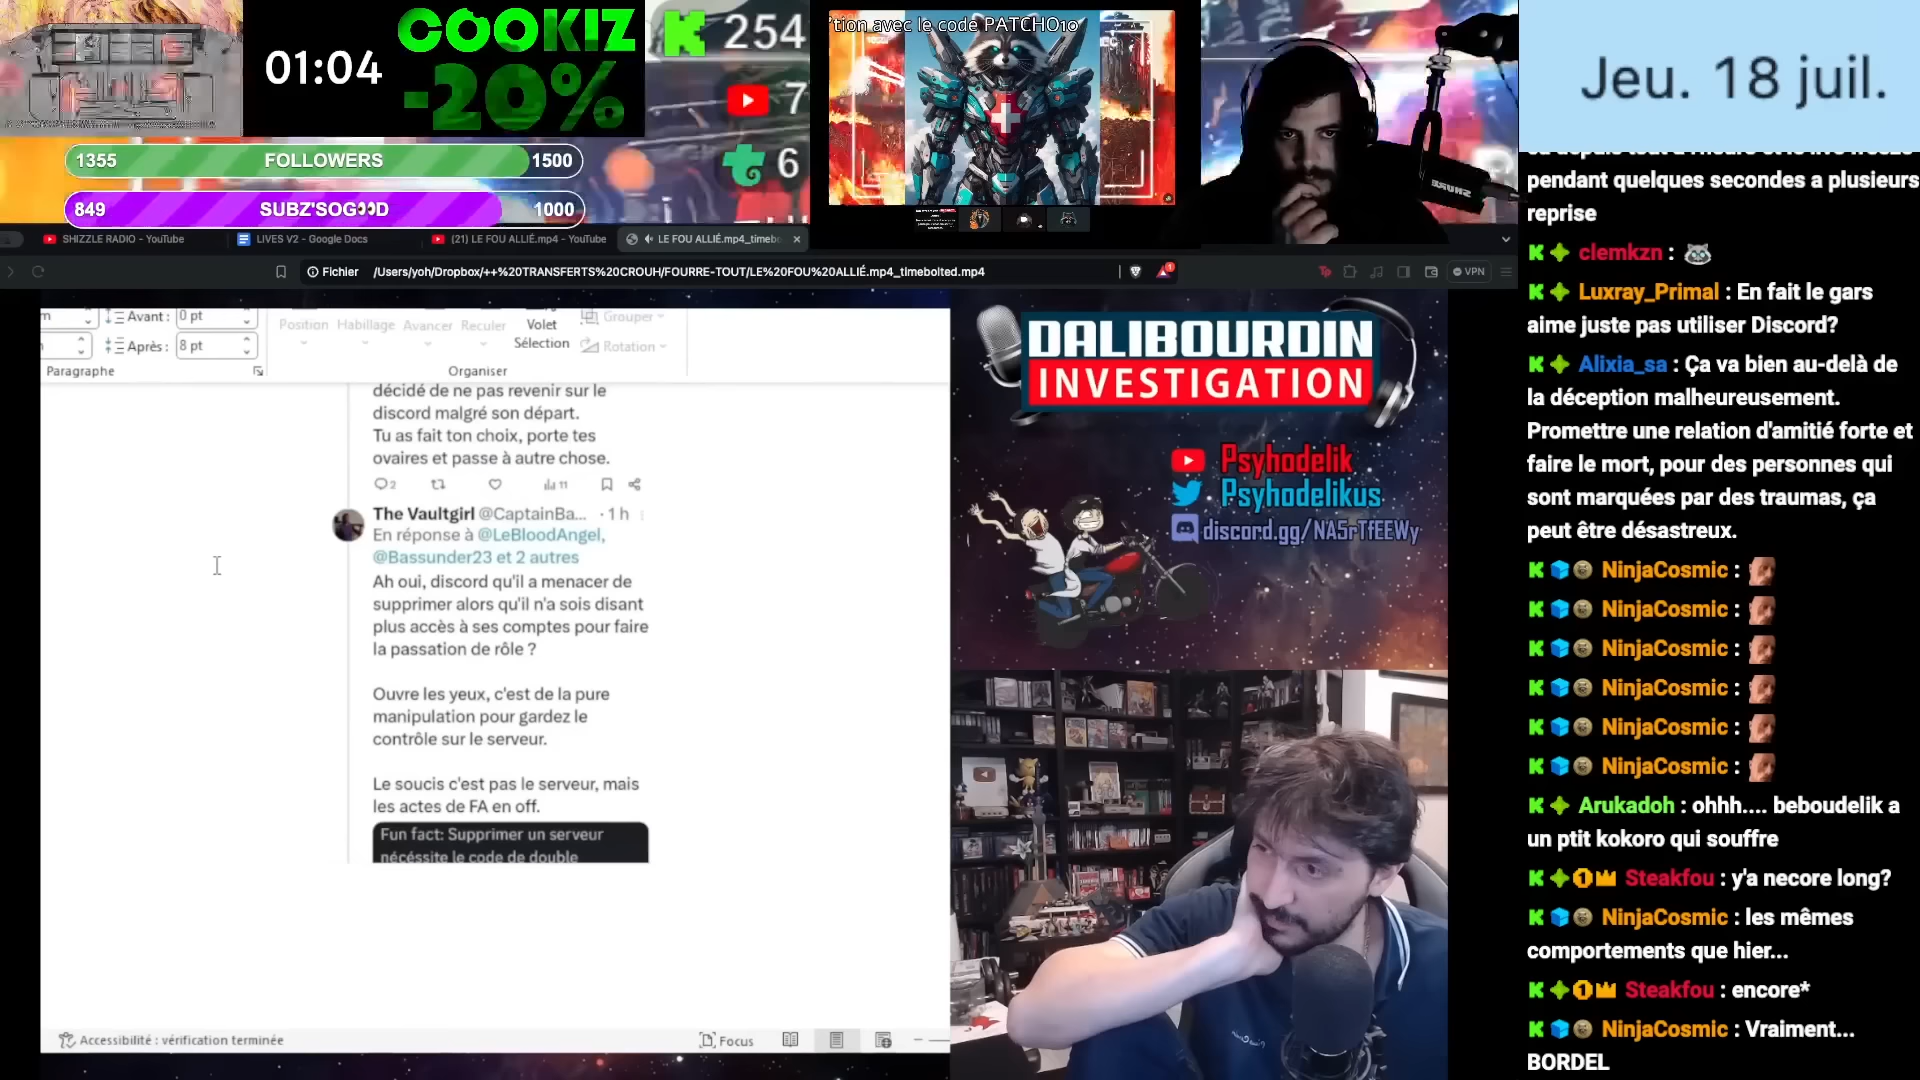 01:04
COOKIZ
-20%
254
7
6
1355 FOLLOWERS 1500
849 SUBZ'SOG👀D 1000
tion avec le code PATCHO10
Jeu. 18 juil.
SHIZZLE RADIO - YouTube
LIVES V2 - Google Docs
(21) LE FOU ALLIÉ.mp4 - YouTube
LE FOU ALLIÉ.mp4_timebo
Fichier
/Users/yoh/Dropbox/++%20TRANSFERTS%20CROUH/FOURRE-TOUT/LE%20FOU%20ALLIÉ.mp4_timebolted.mp4
VPN
Avant : 0 pt
Après : 8 pt
Paragraphe
Position
Habillage
Avancer
Reculer
Volet
Sélection
Grouper
Rotation
Organiser
décidé de ne pas revenir sur le
discord malgré son départ.
Tu as fait ton choix, porte tes
ovaires et passe à autre chose.
2
11
The Vaultgirl @CaptainBa... · 1 h
En réponse à @LeBloodAngel,
@Bassunder23 et 2 autres
Ah oui, discord qu'il a menacer de
supprimer alors qu'il n'a sois disant
plus accès à ses comptes pour faire
la passation de rôle ?
Ouvre les yeux, c'est de la pure
manipulation pour gardez le
contrôle sur le serveur.
Le soucis c'est pas le serveur, mais
les actes de FA en off.
Fun fact: Supprimer un serveur
nécéssite le code de double
Accessibilité : vérification terminée
Focus
DALIBOURDIN
INVESTIGATION
Psyhodelik
Psyhodelikus
discord.gg/NA5rTfEEWy
pendant quelques secondes a plusieurs
reprise
clemkzn :
Luxray_Primal : En fait le gars
aime juste pas utiliser Discord?
Alixia_sa : Ça va bien au-delà de
la déception malheureusement.
Promettre une relation d'amitié forte et
faire le mort, pour des personnes qui
sont marquées par des traumas, ça
peut être désastreux.
NinjaCosmic :
NinjaCosmic :
NinjaCosmic :
NinjaCosmic :
NinjaCosmic :
NinjaCosmic :
Arukadoh : ohhh.... beboudelik a
un ptit kokoro qui souffre
Steakfou : y'a necore long?
NinjaCosmic : les mêmes
comportements que hier...
Steakfou : encore*
NinjaCosmic : Vraiment...
BORDEL